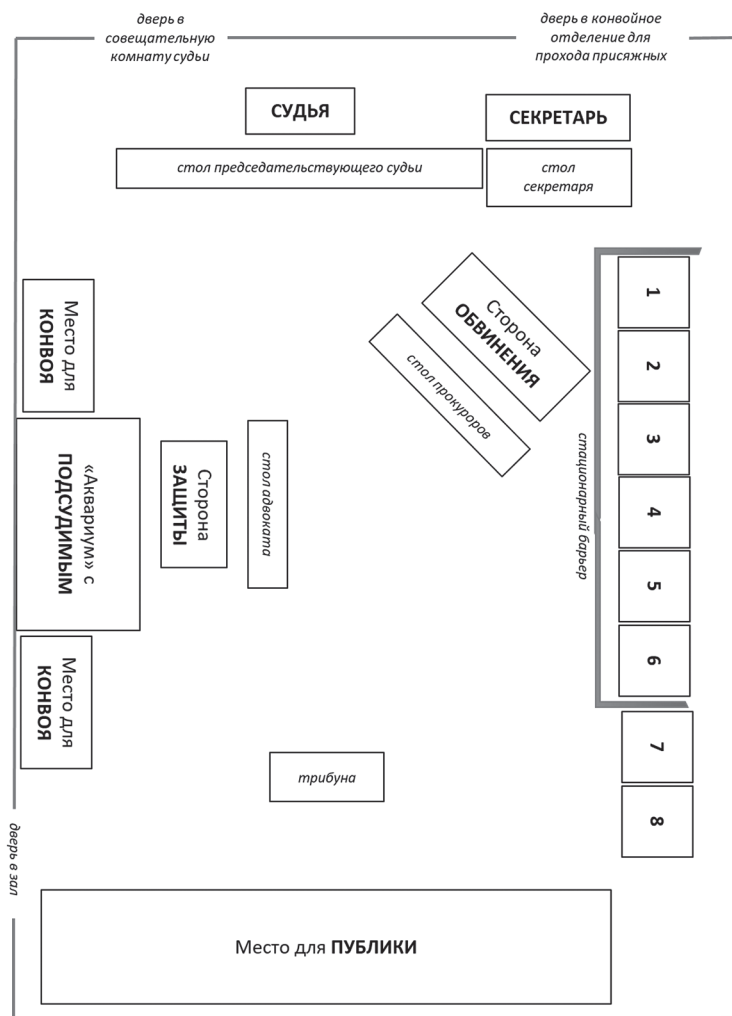 дверь в
совещательную
комнату судьи
дверь в конвойное
отделение для
прохода присяжных
СУДЬЯ
СЕКРЕТАРЬ
стол председательствующего судьи
стол
секретаря
Место для
КОНВОЯ
Сторона
ОБВИНЕНИЯ
стол прокуроров
«Аквариум» с
ПОДСУДИМЫМ
Сторона
ЗАЩИТЫ
стол адвоката
стационарный барьер
1
2
3
4
5
6
7
8
Место для
КОНВОЯ
трибуна
дверь в зал
Место для ПУБЛИКИ